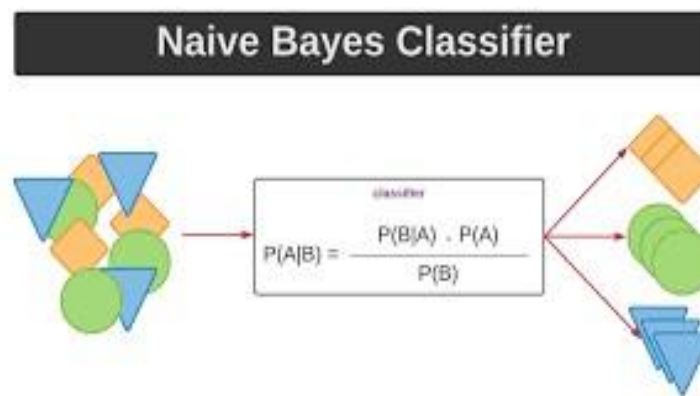 Naive Bayes Classifier
classifier
P(A|B) = P(B|A) . P(A)
P(B)